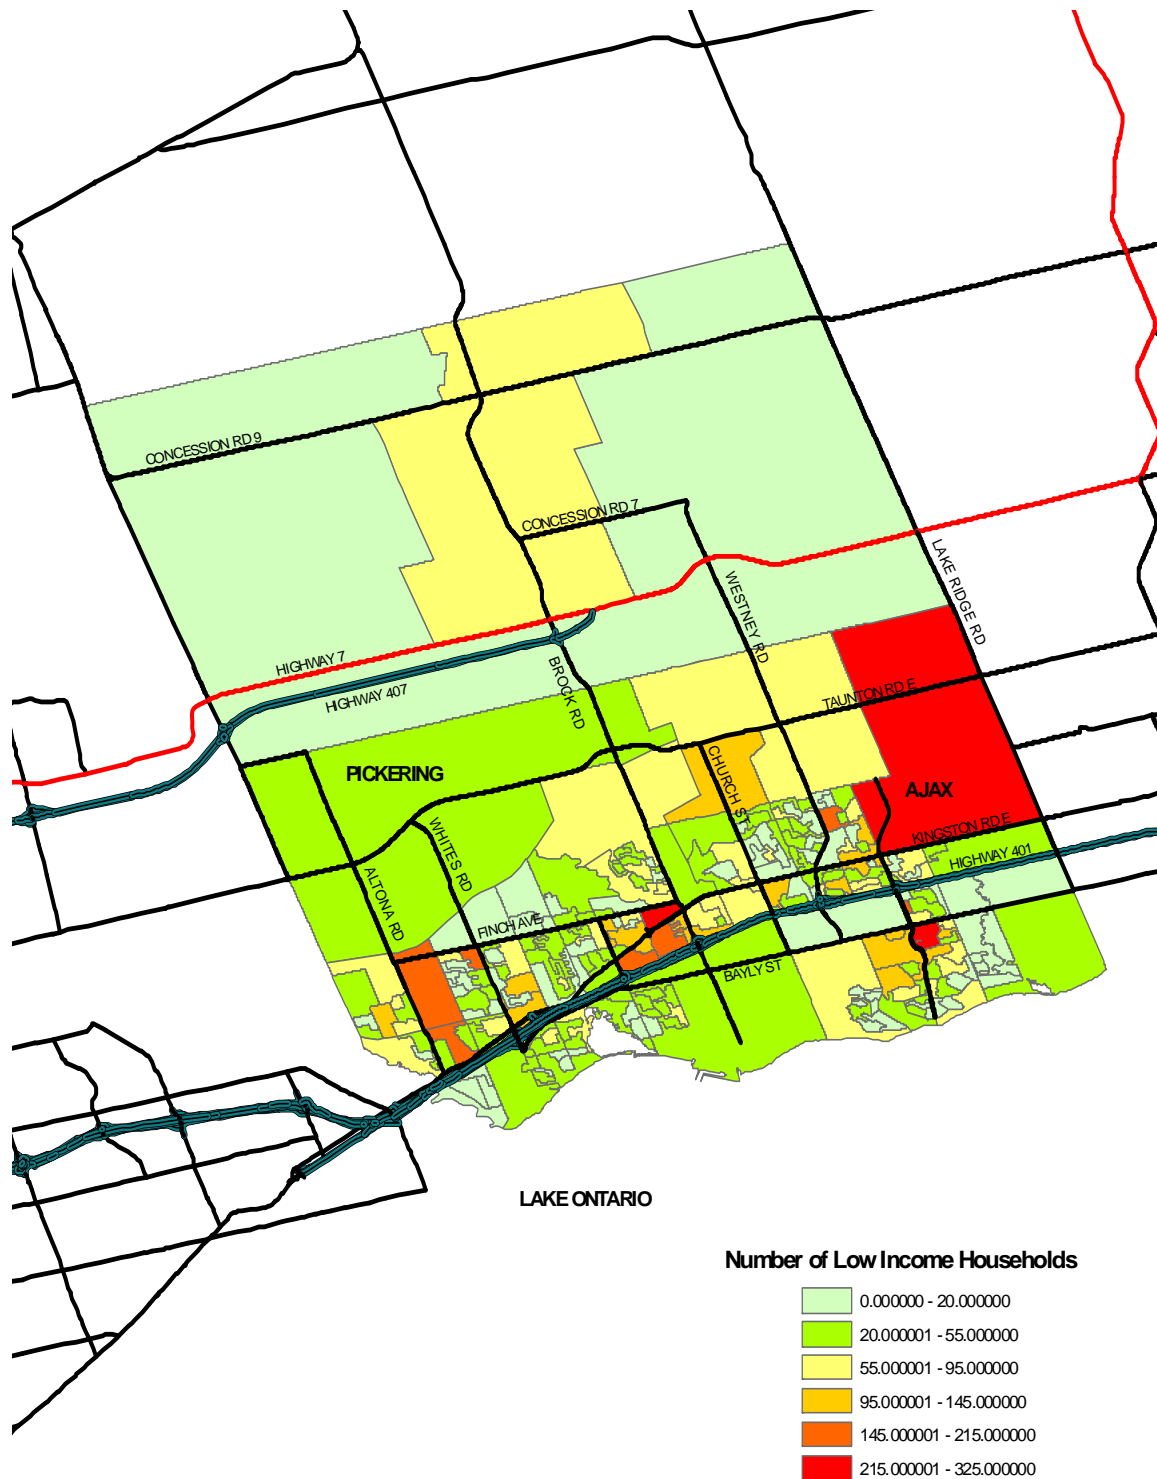 CONCESSION RD 9
CONCESSION RD 7
LAKE RIDGE RD
WESTNEY RD
HIGHWAY 7
HIGHWAY 407
BROCK RD
TAUNTON RD E
PICKERING
CHURCH ST
AJAX
WHITES RD
KINGSTON RD E
HIGHWAY 401
ALTONA RD
FINCH AVE
BAYLY ST
LAKE ONTARIO
Number of Low Income Households
0.000000 - 20.000000
20.000001 - 55.000000
55.000001 - 95.000000
95.000001 - 145.000000
145.000001 - 215.000000
215.000001 - 325.000000